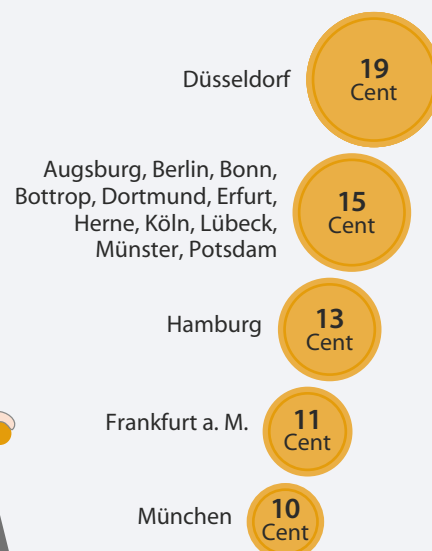 Düsseldorf
19
Cent
Augsburg, Berlin, Bonn,
Bottrop, Dortmund, Erfurt,
Herne, Köln, Lübeck,
Münster, Potsdam
15
Cent
Hamburg
13
Cent
Frankfurt a. M.
11
Cent
München
10
Cent